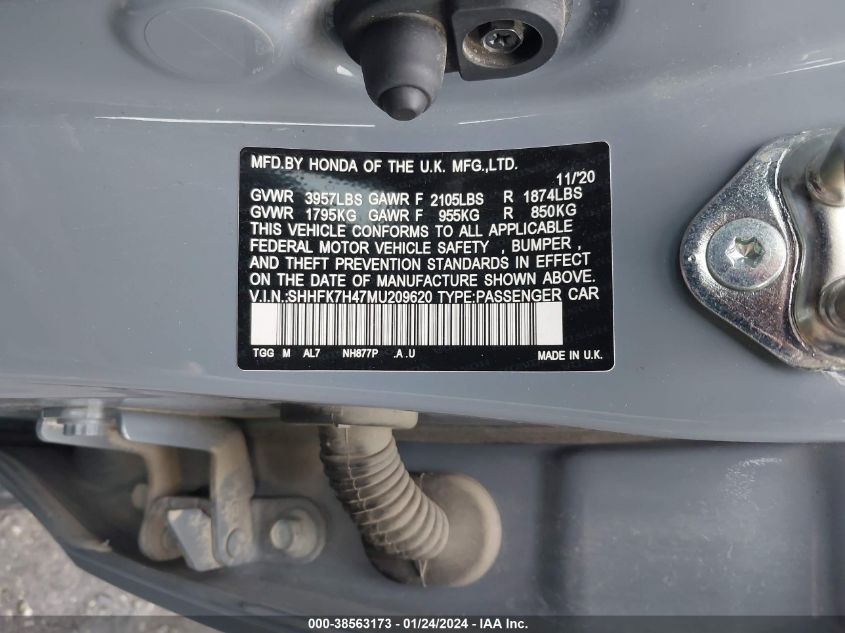 MFD.BY HONDA OF THE U.K. MFG.,LTD.
11/'20
GVWR 3957LBS GAWR F 2105LBS R 1874LBS
GVWR 1795KG GAWR F 955KG R 850KG
THIS VEHICLE CONFORMS TO ALL APPLICABLE
FEDERAL MOTOR VEHICLE SAFETY , BUMPER ,
AND THEFT PREVENTION STANDARDS IN EFFECT
ON THE DATE OF MANUFACTURE SHOWN ABOVE.
V.I.N.:SHHFK7H47MU209620 TYPE:PASSENGER CAR
TGG M AL7 NH877P .A .U MADE IN U.K.
000-38563173 - 01/24/2024 - IAA Inc.